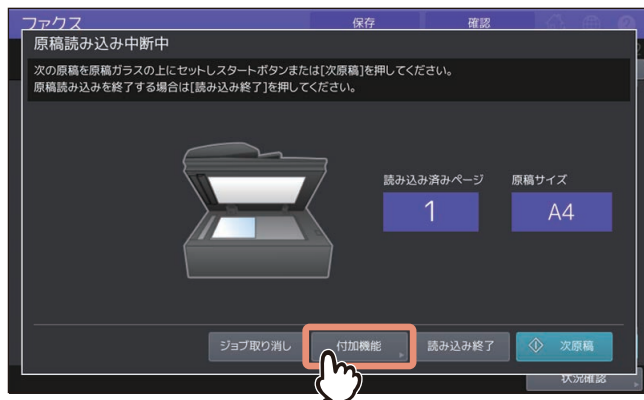 ファクス
保存
確認
原稿読み込み中断中
次の原稿を原稿ガラスの上にセットしスタートボタンまたは[次原稿]を押してください。
原稿読み込みを終了する場合は[読み込み終了]を押してください。
読み込み済みページ
原稿サイズ
1
A4
ジョブ取り消し
付加機能
読み込み終了
次原稿
状況確認